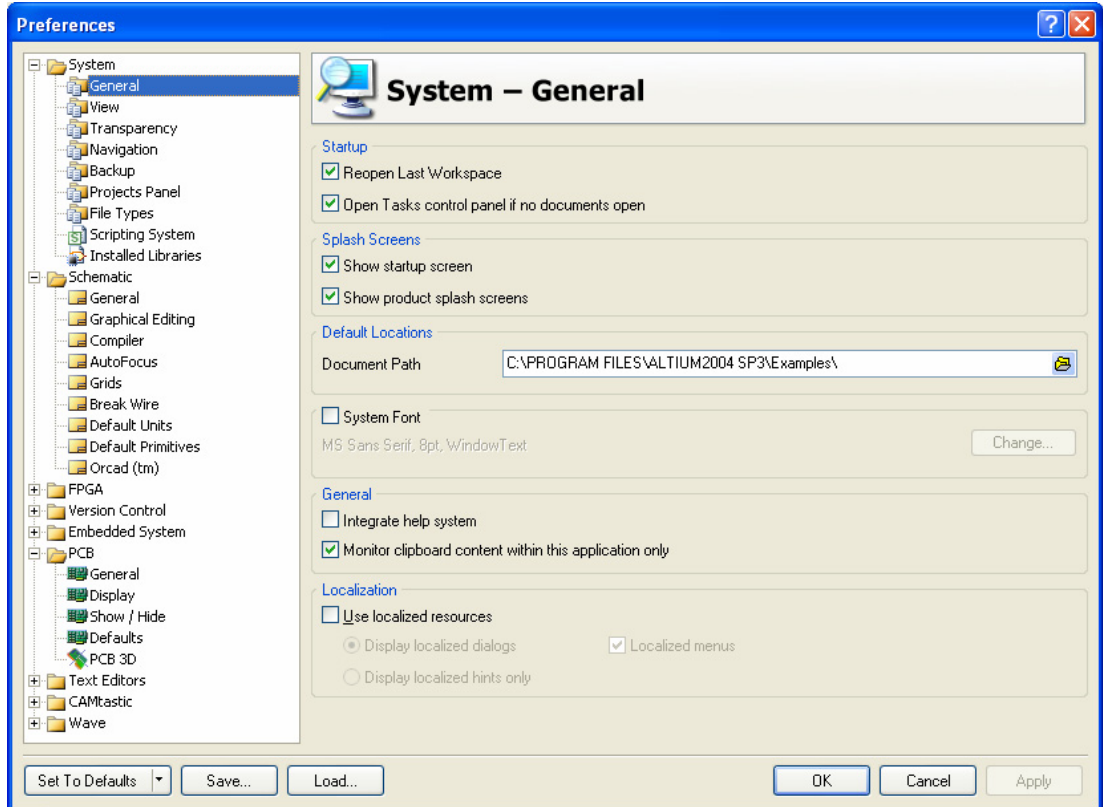 Preferences
System
General
View
Transparency
Navigation
Backup
Projects Panel
File Types
Scripting System
Installed Libraries
Schematic
General
Graphical Editing
Compiler
AutoFocus
Grids
Break Wire
Default Units
Default Primitives
Orcad (tm)
FPGA
Version Control
Embedded System
PCB
General
Display
Show / Hide
Defaults
PCB 3D
Text Editors
CAMtastic
Wave
System – General
Startup
Reopen Last Workspace
Open Tasks control panel if no documents open
Splash Screens
Show startup screen
Show product splash screens
Default Locations
Document Path C:\PROGRAM FILES\ALTIUM2004 SP3\Examples\
System Font
MS Sans Serif, 8pt, WindowText Change...
General
Integrate help system
Monitor clipboard content within this application only
Localization
Use localized resources
Display localized dialogs Localized menus
Display localized hints only
Set To Defaults Save... Load... OK Cancel Apply